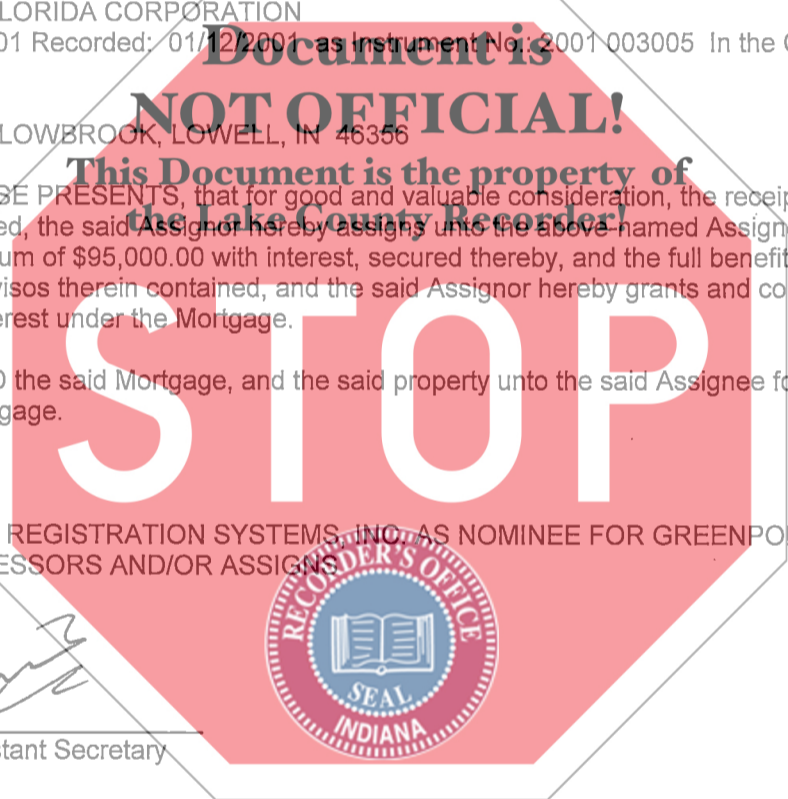 LORIDA CORPORATION
01 Recorded: 01/12/2001 as Instrument No.: 2001 003005 In the
Document is
NOT OFFICIAL!
LOWBROOK, LOWELL, IN 46356
This Document is the property of
the Lake County Recorder!
SE PRESENTS, that for good and valuable consideration, the receip
ed, the said Assignor hereby assigns unto the above-named Assign
um of $95,000.00 with interest, secured thereby, and the full benefit
isos therein contained, and the said Assignor hereby grants and co
erest under the Mortgage.
the said Mortgage, and the said property unto the said Assignee fo
gage.
STOP
REGISTRATION SYSTEMS, INC. AS NOMINEE FOR GREENPO
ESSORS AND/OR ASSIGNS
RECORDER'S OFFICE
SEAL
INDIANA
stant Secretary